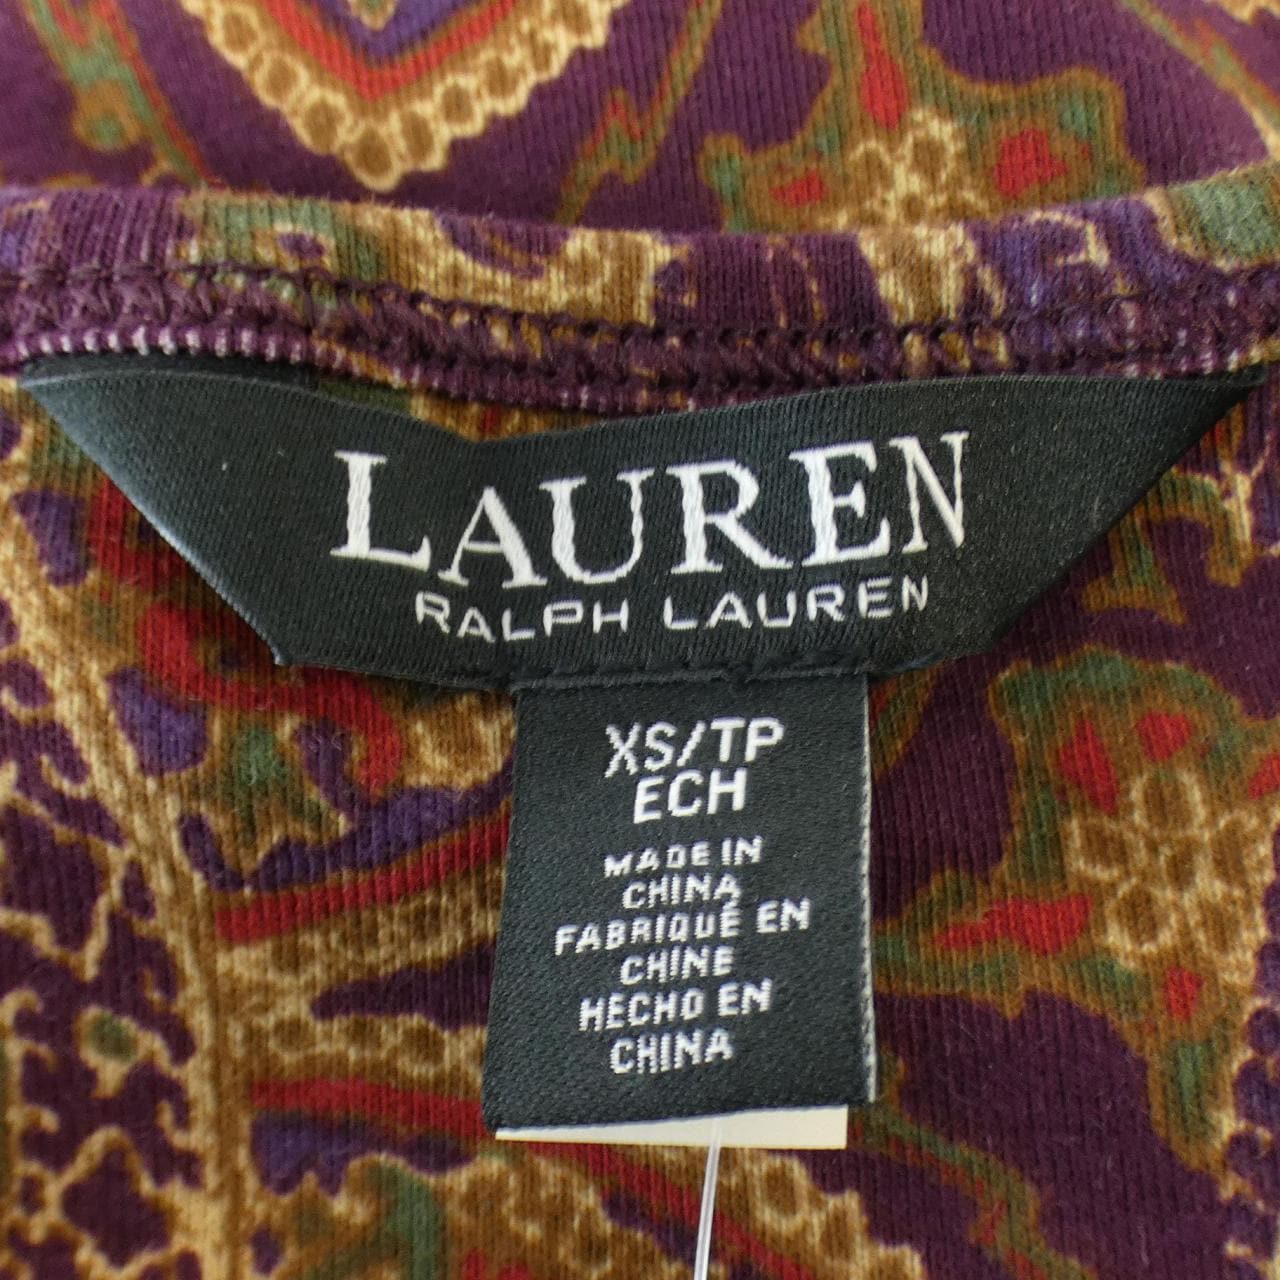 LAUREN
RALPH LAUREN
XS/TP
ECH
MADE IN
CHINA
FABRIQUÉ EN
CHINE
HECHO EN
CHINA